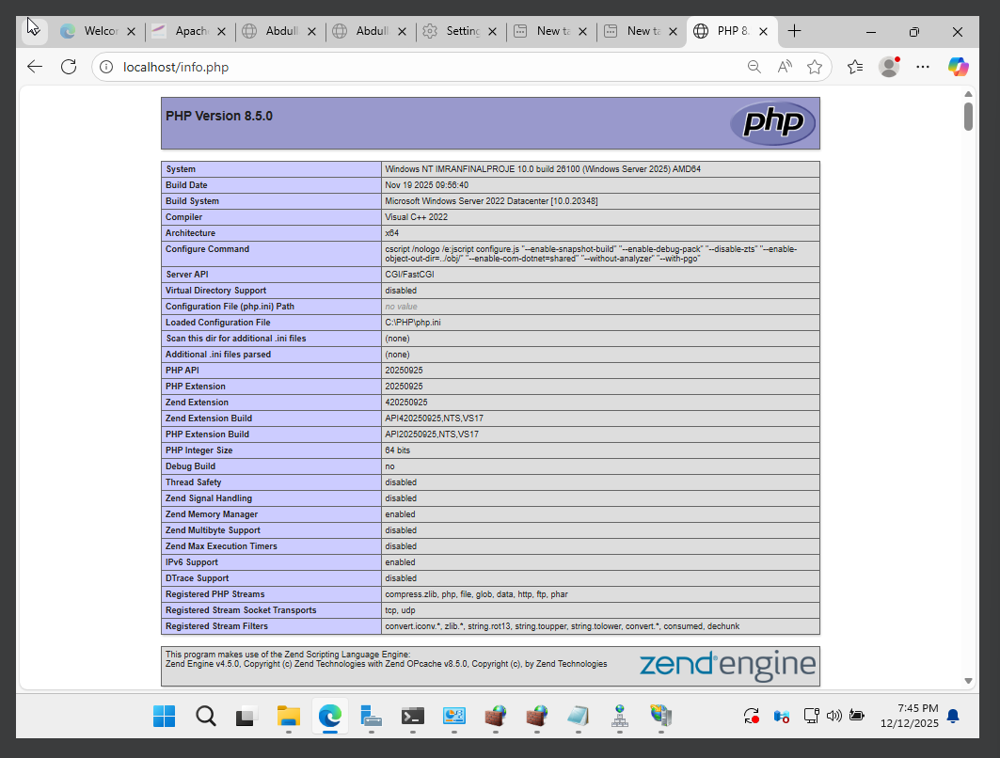 Welcor
Apach
Abdull
Abdull
Setting
New ta
New ta
PHP 8.
localhost/info.php
PHP Version 8.5.0
php
System Windows NT IMRANFINALPROJE 10.0 build 26100 (Windows Server 2025) AMD64
Build Date Nov 19 2025 09:56:40
Build System Microsoft Windows Server 2022 Datacenter [10.0.20348]
Compiler Visual C++ 2022
Architecture x64
Configure Command cscript /nologo /e:jscript configure.js "--enable-snapshot-build" "--enable-debug-pack" "--disable-zts" "--enable-
object-out-dir=../obj/" "--enable-com-dotnet=shared" "--without-analyzer" "--with-pgo"
Server API CGI/FastCGI
Virtual Directory Support disabled
Configuration File (php.ini) Path no value
Loaded Configuration File C:\PHP\php.ini
Scan this dir for additional .ini files (none)
Additional .ini files parsed (none)
PHP API 20250925
PHP Extension 20250925
Zend Extension 420250925
Zend Extension Build API420250925,NTS,VS17
PHP Extension Build API20250925,NTS,VS17
PHP Integer Size 64 bits
Debug Build no
Thread Safety disabled
Zend Signal Handling disabled
Zend Memory Manager enabled
Zend Multibyte Support disabled
Zend Max Execution Timers disabled
IPv6 Support enabled
DTrace Support disabled
Registered PHP Streams compress.zlib, php, file, glob, data, http, ftp, phar
Registered Stream Socket Transports tcp, udp
Registered Stream Filters convert.iconv.*, zlib.*, string.rot13, string.toupper, string.tolower, convert.*, consumed, dechunk
This program makes use of the Zend Scripting Language Engine:
Zend Engine v4.5.0, Copyright (c) Zend Technologies with Zend OPcache v8.5.0, Copyright (c), by Zend Technologies
zend engine
7:45 PM
12/12/2025